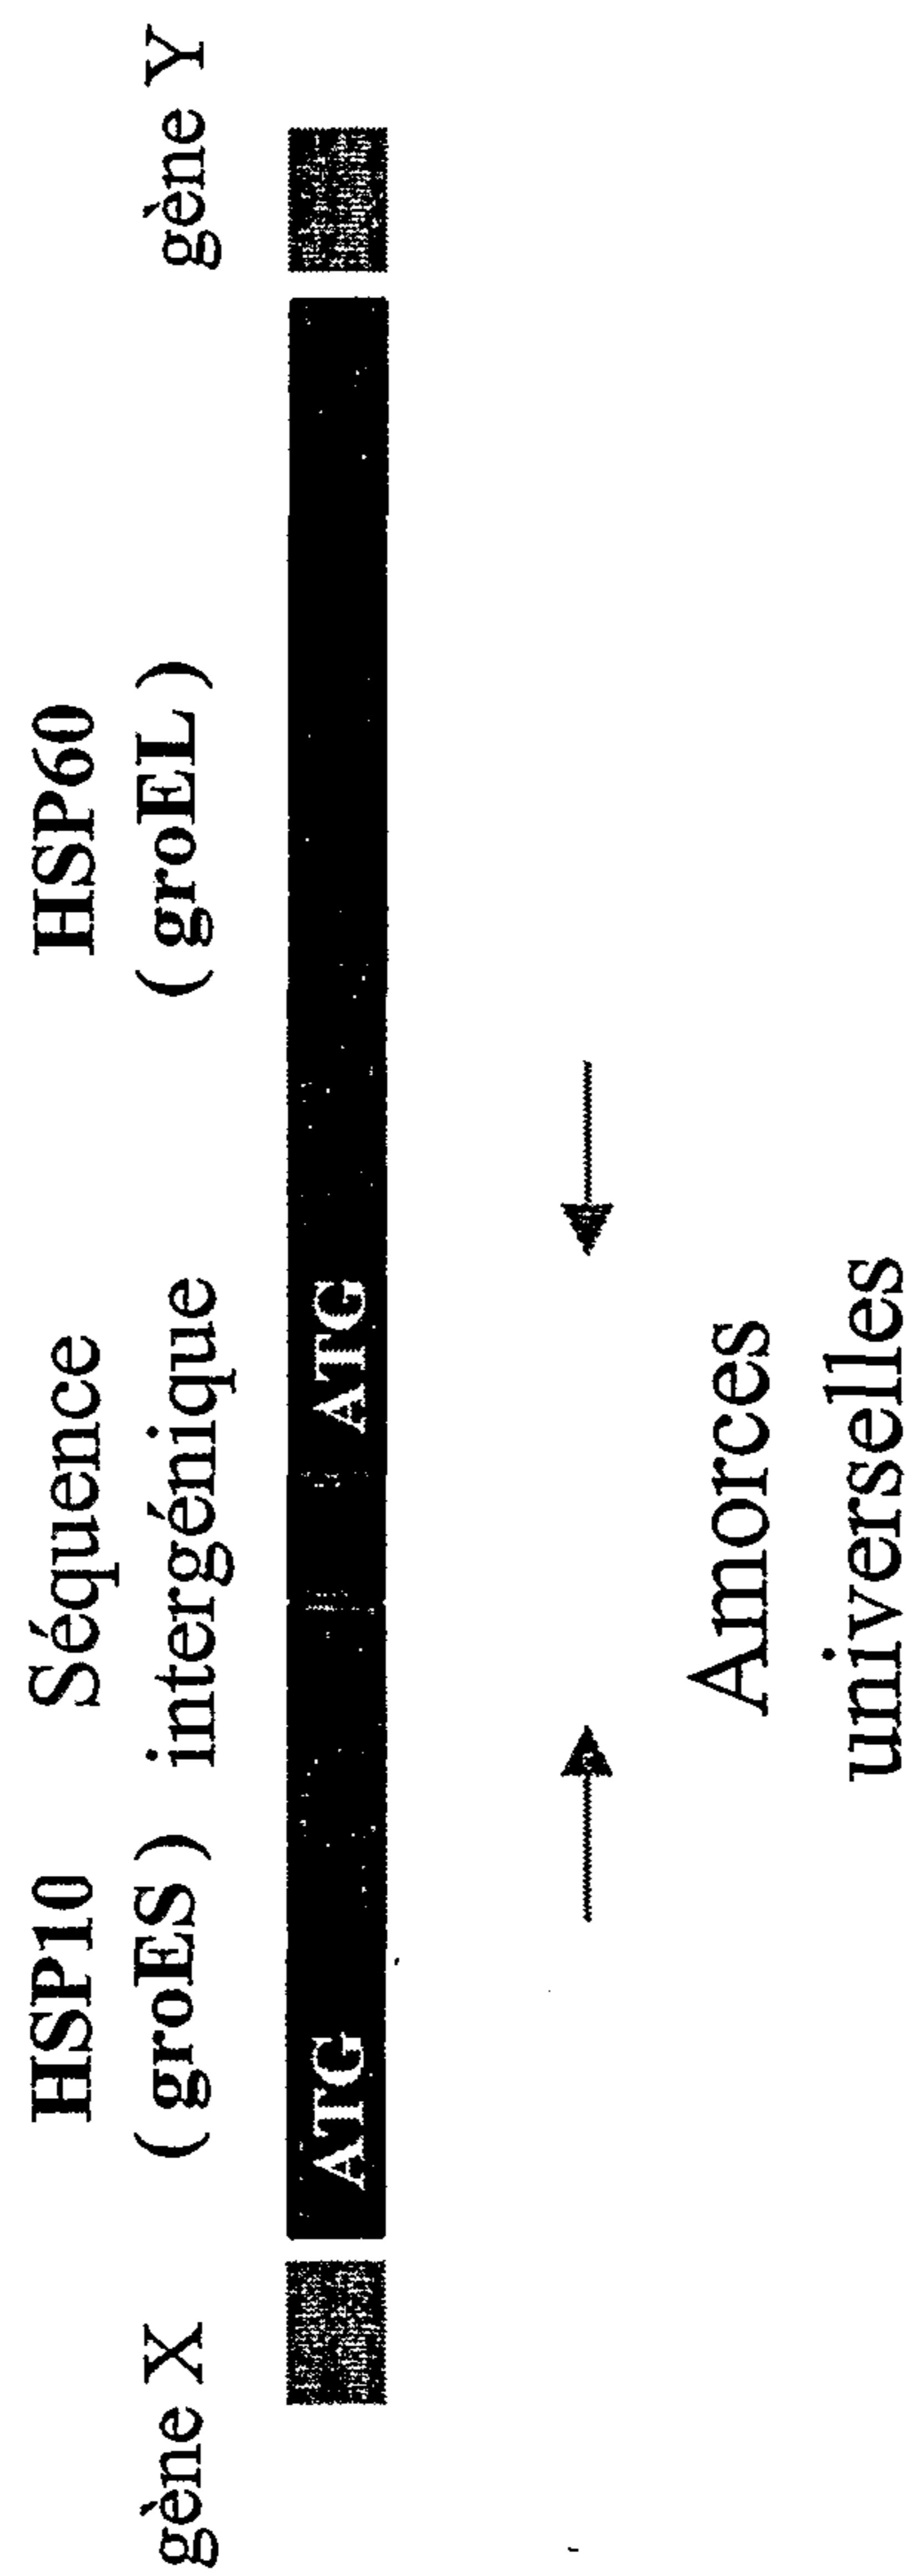 gène X
HSP10
( groES )
Séquence
intergénique
HSP60
( groEL )
gène Y
ATG
ATG
Amorces
universelles